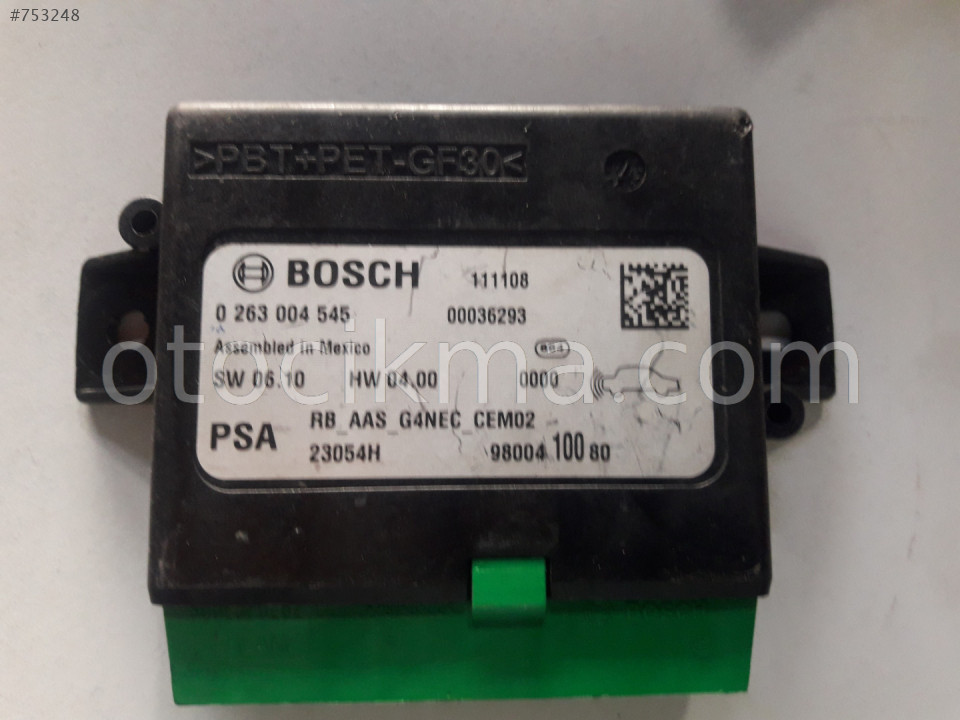 #753248
>PBT+PET-GF30<
BOSCH 111108
0 263 004 545 00036293
Assembled in Mexico
SW 06.10 HW 04.00 0000
RB_AAS_G4NEC_CEM02
PSA
23054H 98004 100 80
otocikma.com